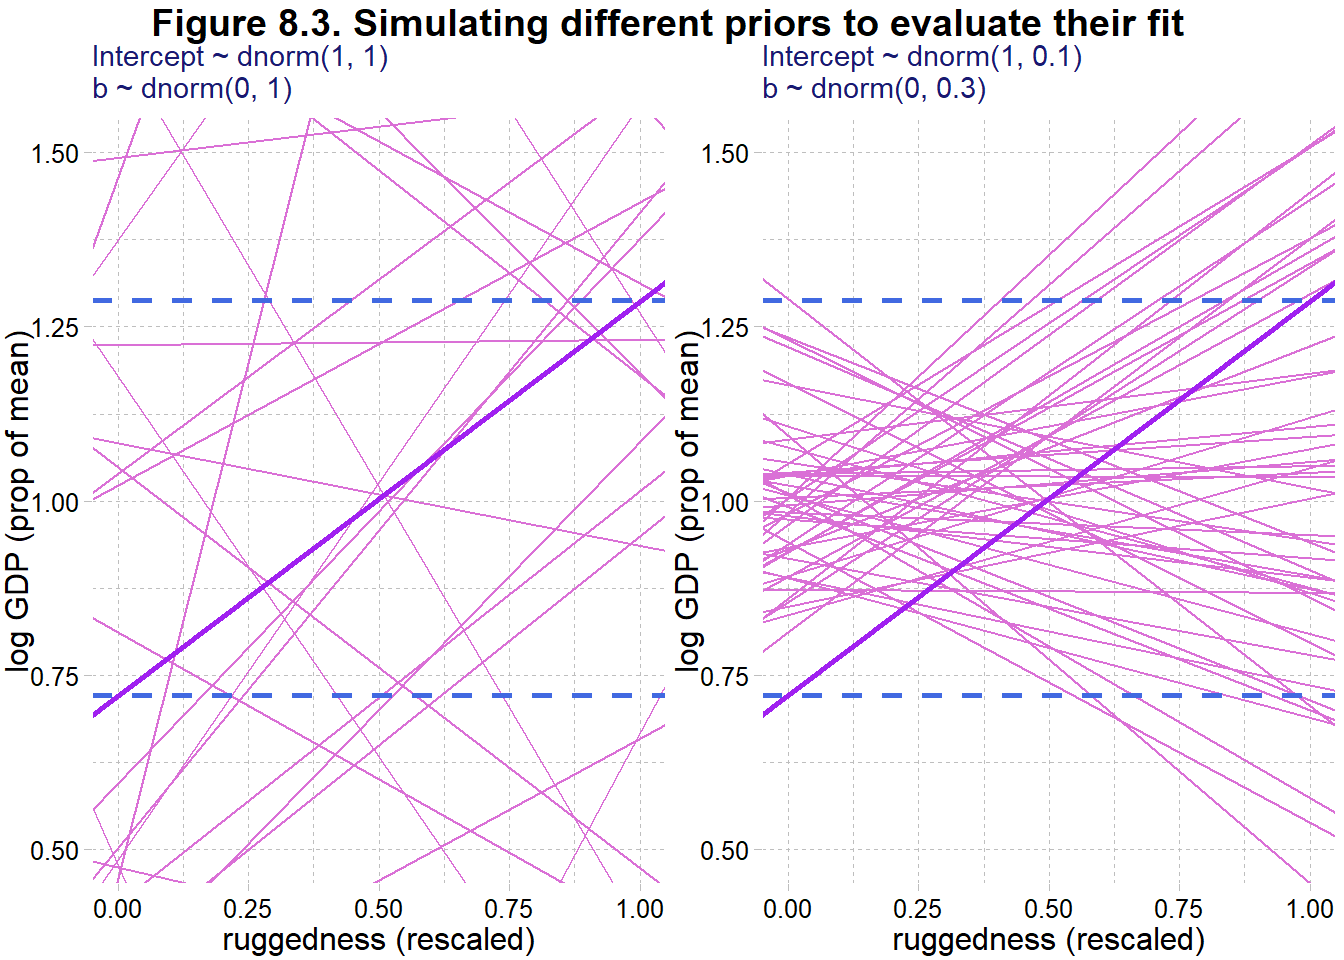 Figure 8.3. Simulating different priors to evaluate their fit
Intercept ~ dnorm(1, 1)
b ~ dnorm(0, 1)
log GDP (prop of mean)
1.50
1.25
1.00
0.75
0.50
0.00 0.25 0.50 0.75 1.00
ruggedness (rescaled)
Intercept ~ dnorm(1, 0.1)
b ~ dnorm(0, 0.3)
log GDP (prop of mean)
1.50
1.25
1.00
0.75
0.50
0.00 0.25 0.50 0.75 1.00
ruggedness (rescaled)